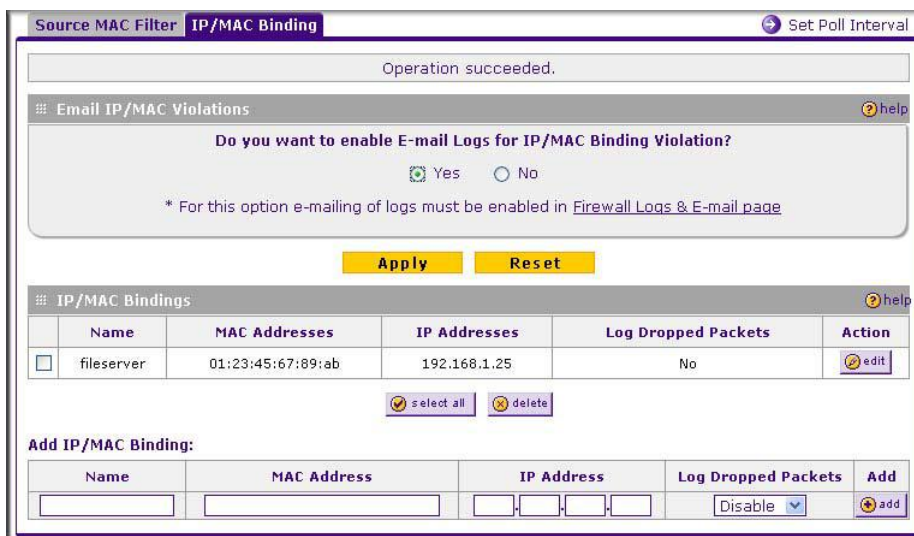 Source MAC Filter IP/MAC Binding Set Poll Interval
Operation succeeded.
Email IP/MAC Violations help
Do you want to enable E-mail Logs for IP/MAC Binding Violation?
Yes No
* For this option e-mailing of logs must be enabled in Firewall Logs & E-mail page
Apply Reset
IP/MAC Bindings help
Name MAC Addresses IP Addresses Log Dropped Packets Action
fileserver 01:23:45:67:89:ab 192.168.1.25 No edit
select all delete
Add IP/MAC Binding:
Name MAC Address IP Address Log Dropped Packets Add
. . . Disable add